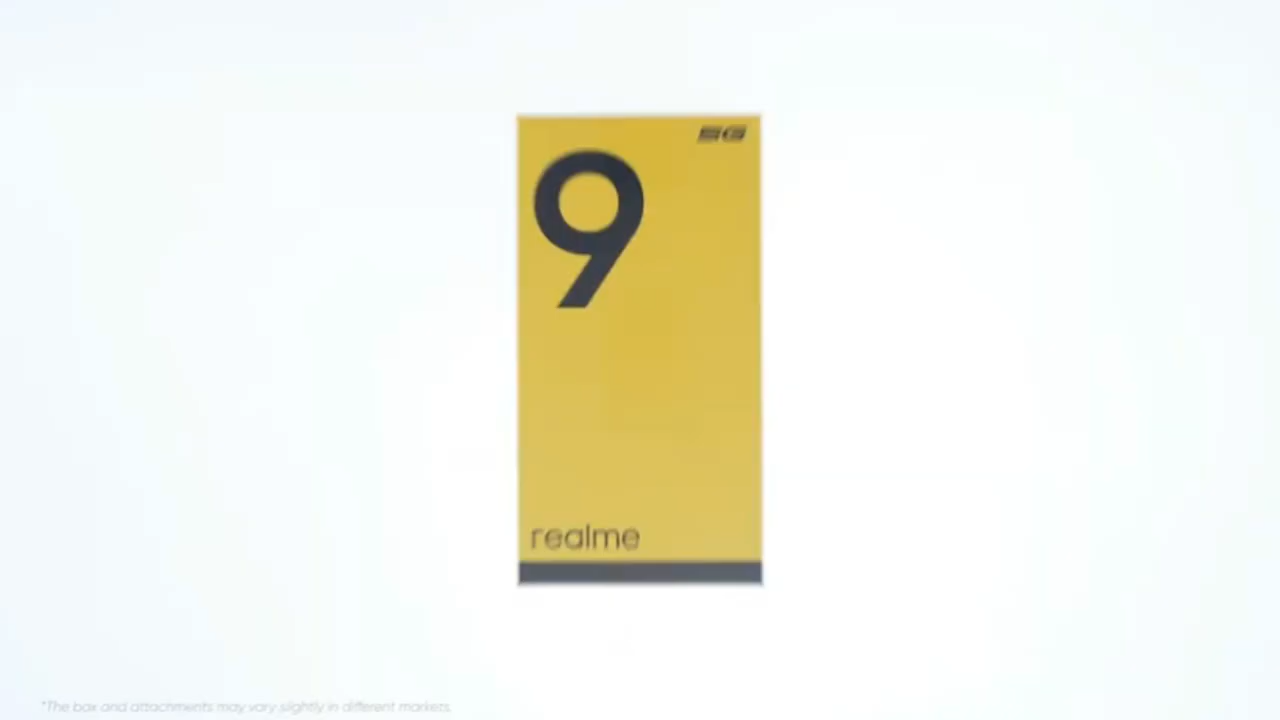 5G
9
realme
*The box and attachments may vary slightly in different markets.